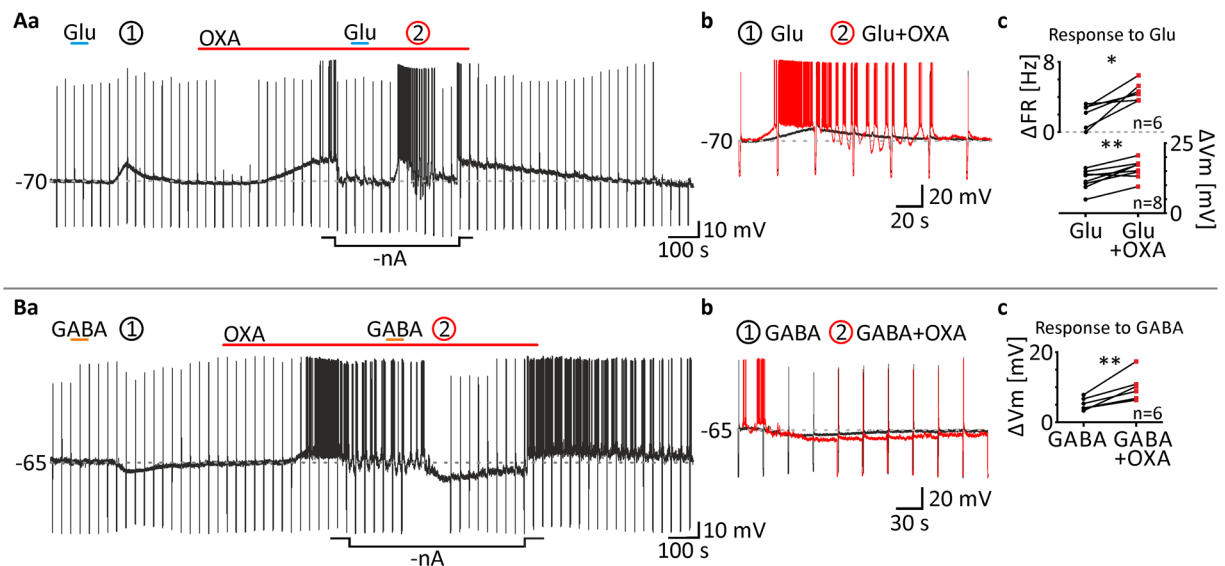 Aa
Glu 1 OXA Glu 2
-70
-nA
10 mV
100 s
b
1 Glu 2 Glu+OXA
-70
20 mV
20 s
c
Response to Glu
8
*
ΔFR [Hz]
0
n=6
25
**
ΔVm [mV]
n=8
0
Glu Glu
+OXA
Ba
GABA 1 OXA GABA 2
-65
-nA
10 mV
100 s
b
1 GABA 2 GABA+OXA
-65
20 mV
30 s
c
Response to GABA
20
**
10
ΔVm [mV]
n=6
0
GABA GABA
+OXA